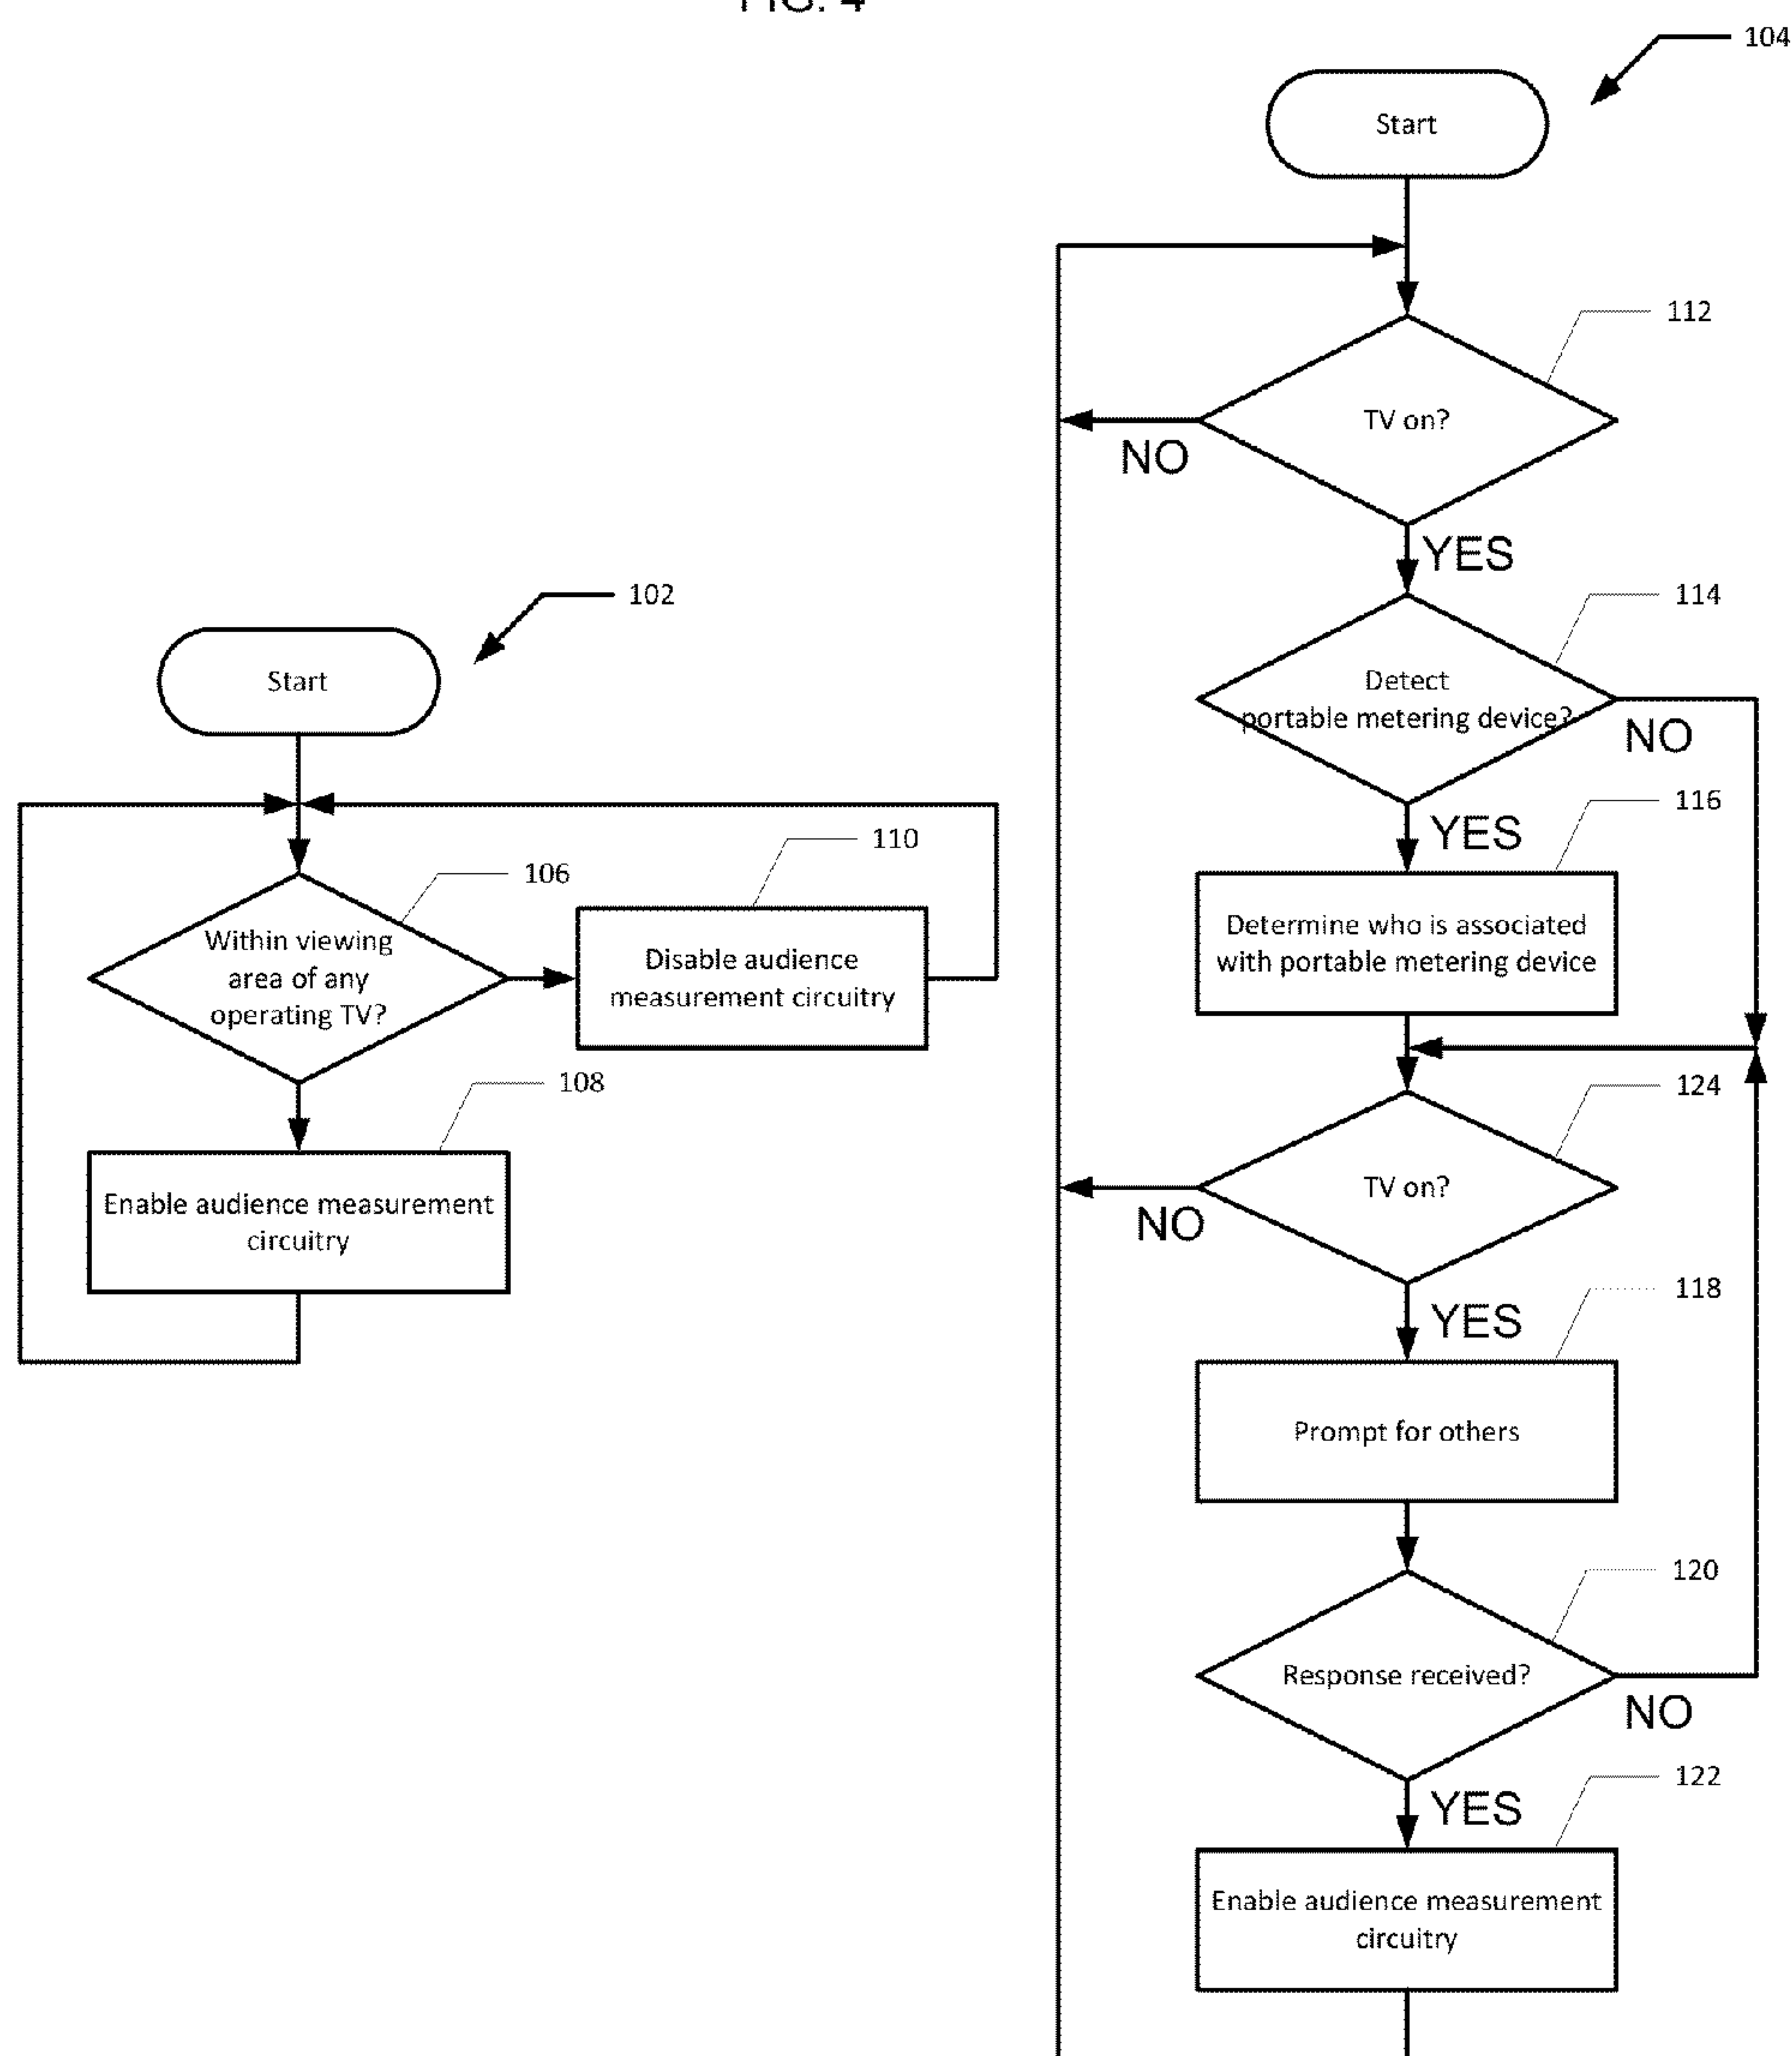 FIG. 4
104
Start
112
TV on?
NO
YES
114
Detect
portable metering device?
NO
YES
116
Determine who is associated
with portable metering device
124
TV on?
NO
YES
118
Prompt for others
120
Response received?
NO
YES
122
Enable audience measurement
circuitry
102
Start
106
Within viewing
area of any
operating TV?
110
Disable audience
measurement circuitry
108
Enable audience measurement
circuitry